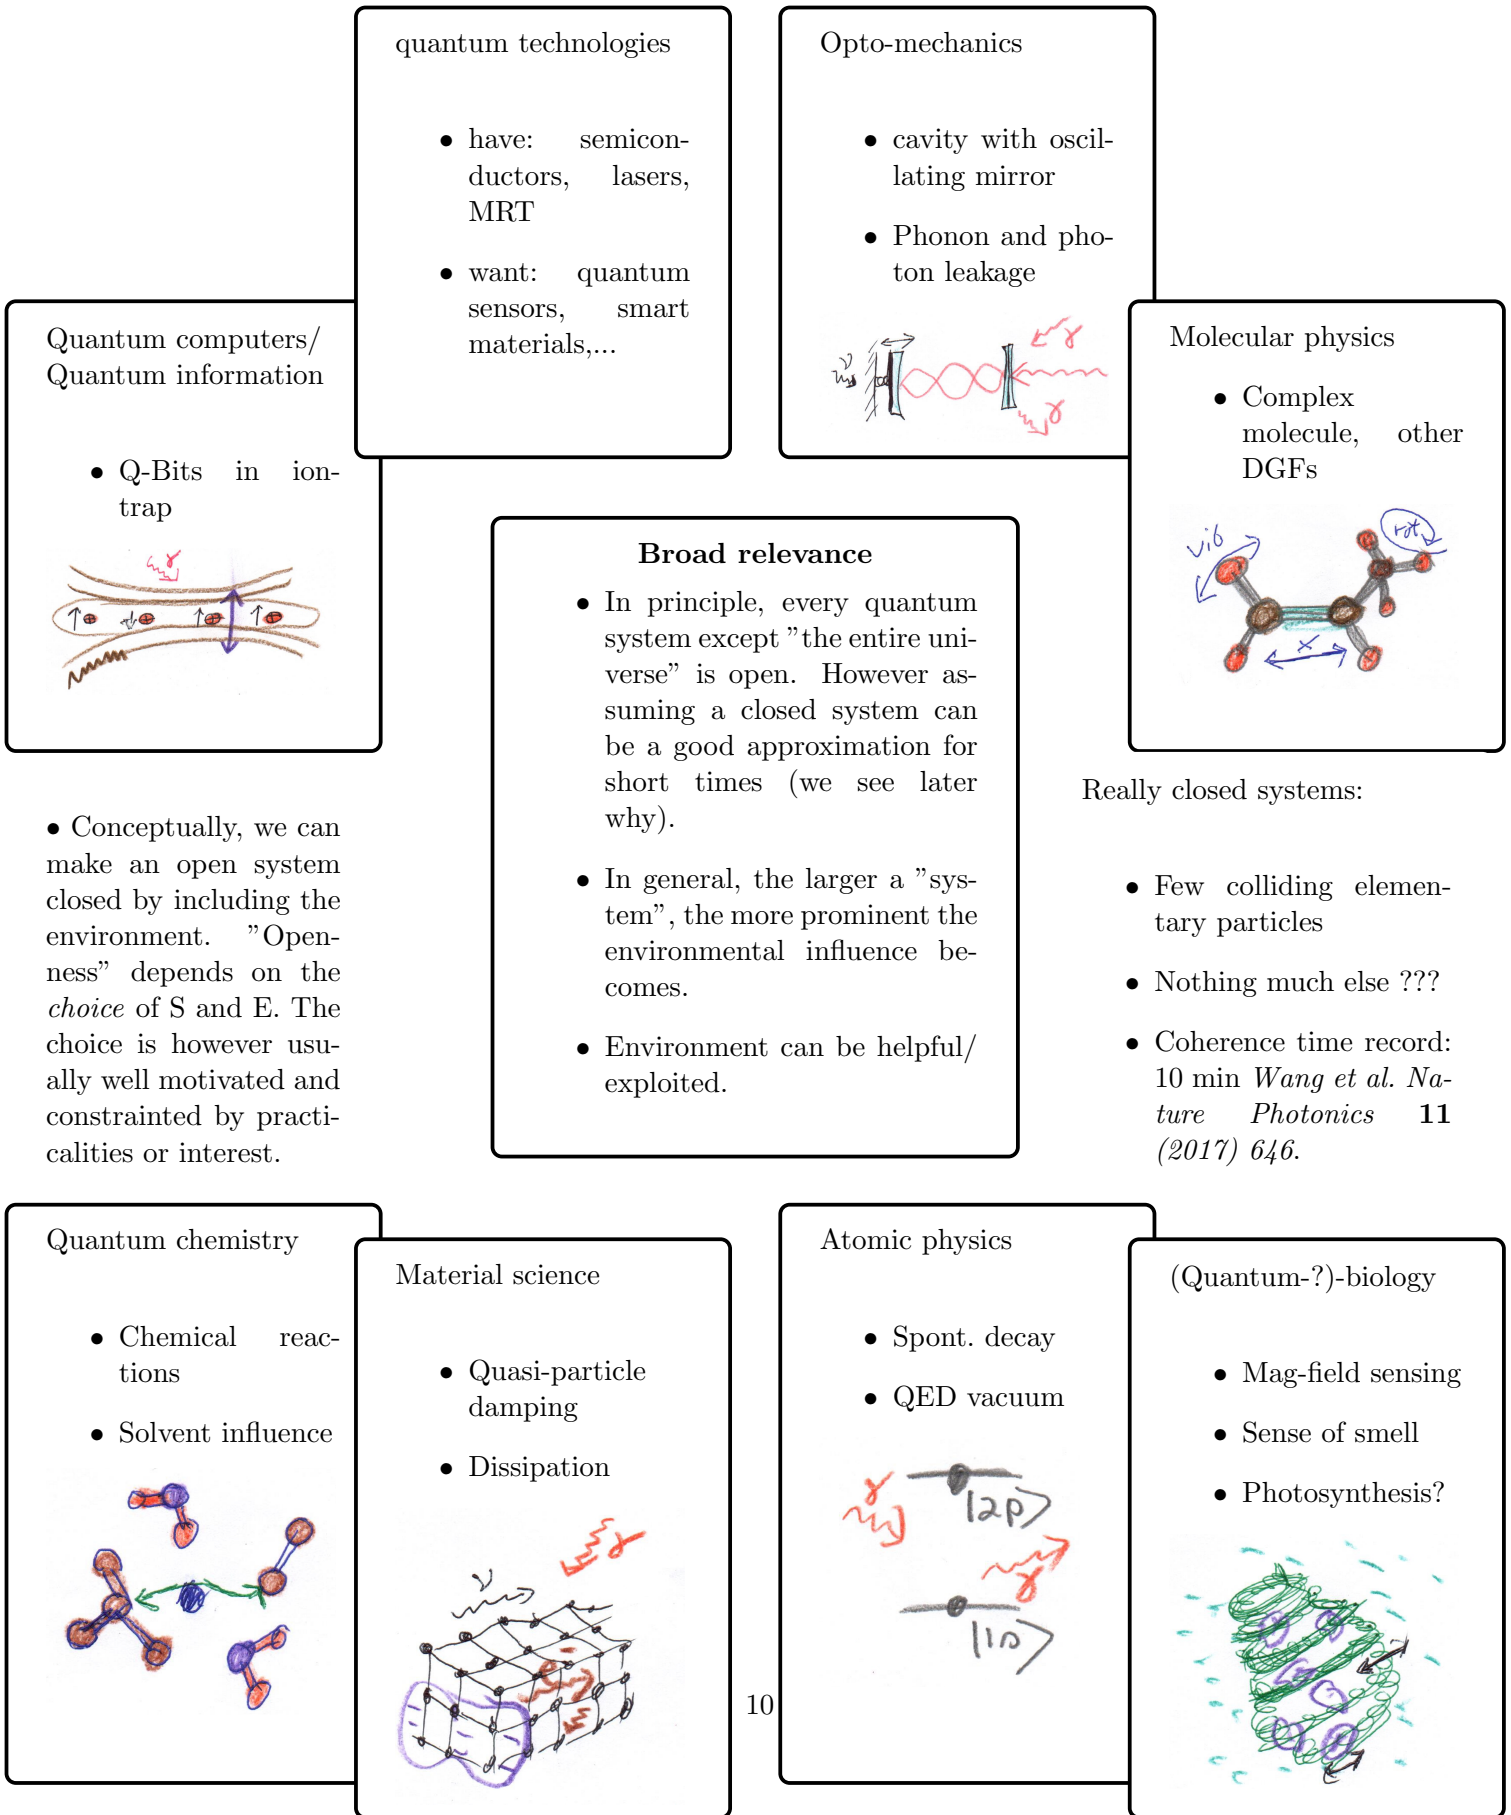 quantum technologies
• have: semicon-
ductors, lasers,
MRT
• want: quantum
sensors, smart
materials,...
Opto-mechanics
• cavity with oscil-
lating mirror
• Phonon and pho-
ton leakage
ν
γ
γ
Quantum computers/
Quantum information
• Q-Bits in ion-
trap
γ
Molecular physics
• Complex
molecule, other
DGFs
vib
rot
x
Broad relevance
• In principle, every quantum
system except ”the entire uni-
verse” is open. However as-
suming a closed system can
be a good approximation for
short times (we see later
why).
• In general, the larger a ”sys-
tem”, the more prominent the
environmental influence be-
comes.
• Environment can be helpful/
exploited.
• Conceptually, we can
make an open system
closed by including the
environment. ”Open-
ness” depends on the
choice of S and E. The
choice is however usu-
ally well motivated and
constrainted by practi-
calities or interest.
Really closed systems:
• Few colliding elemen-
tary particles
• Nothing much else ???
• Coherence time record:
10 min Wang et al. Na-
ture Photonics 11
(2017) 646.
Quantum chemistry
• Chemical reac-
tions
• Solvent influence
Material science
• Quasi-particle
damping
• Dissipation
γ
ν
Atomic physics
• Spont. decay
• QED vacuum
γ
|2p>
γ
|1s>
(Quantum-?)-biology
• Mag-field sensing
• Sense of smell
• Photosynthesis?
10